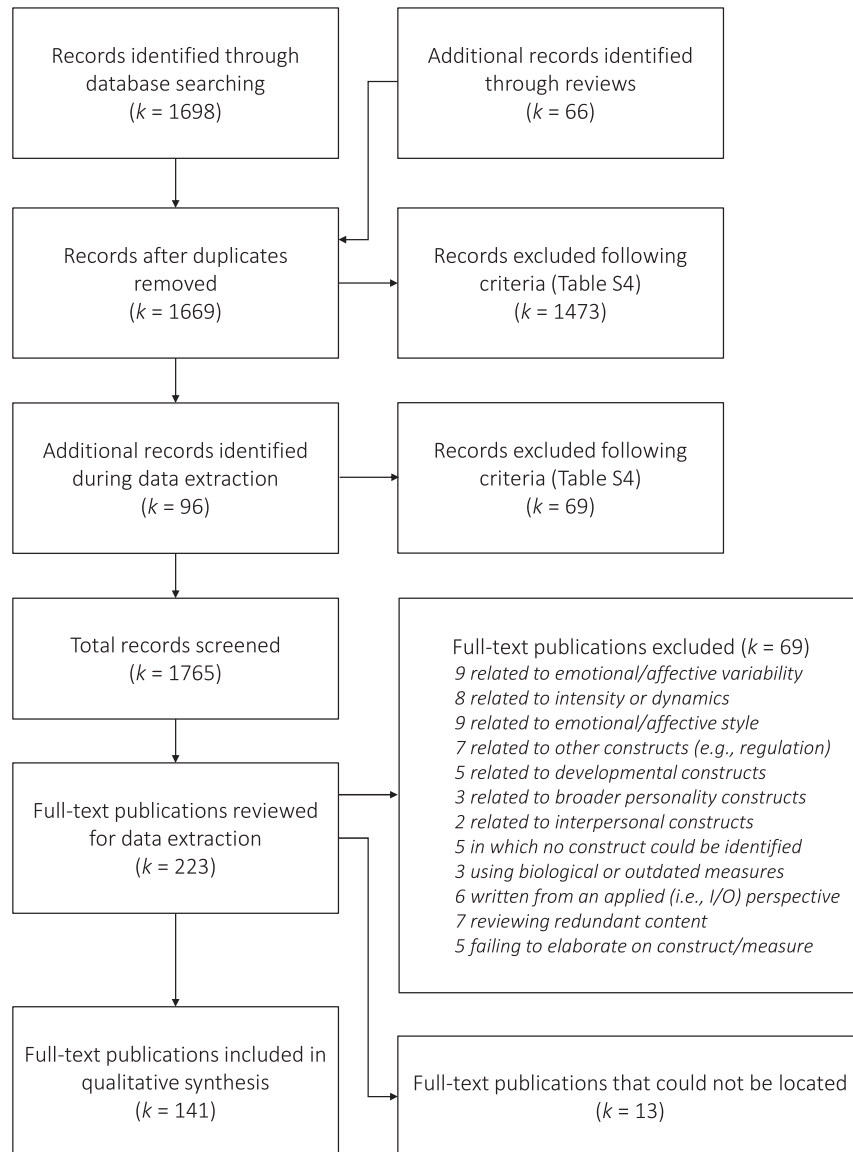 Records identified through
database searching
(k = 1698)
Additional records identified
through reviews
(k = 66)
Records after duplicates
removed
(k = 1669)
Records excluded following
criteria (Table S4)
(k = 1473)
Additional records identified
during data extraction
(k = 96)
Records excluded following
criteria (Table S4)
(k = 69)
Total records screened
(k = 1765)
Full-text publications excluded (k = 69)
9 related to emotional/affective variability
8 related to intensity or dynamics
9 related to emotional/affective style
7 related to other constructs (e.g., regulation)
5 related to developmental constructs
3 related to broader personality constructs
2 related to interpersonal constructs
5 in which no construct could be identified
3 using biological or outdated measures
6 written from an applied (i.e., I/O) perspective
7 reviewing redundant content
5 failing to elaborate on construct/measure
Full-text publications reviewed
for data extraction
(k = 223)
Full-text publications included in
qualitative synthesis
(k = 141)
Full-text publications that could not be located
(k = 13)